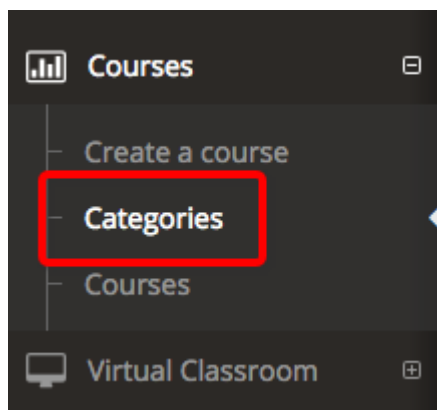 Courses
Create a course
Categories
Courses
Virtual Classroom